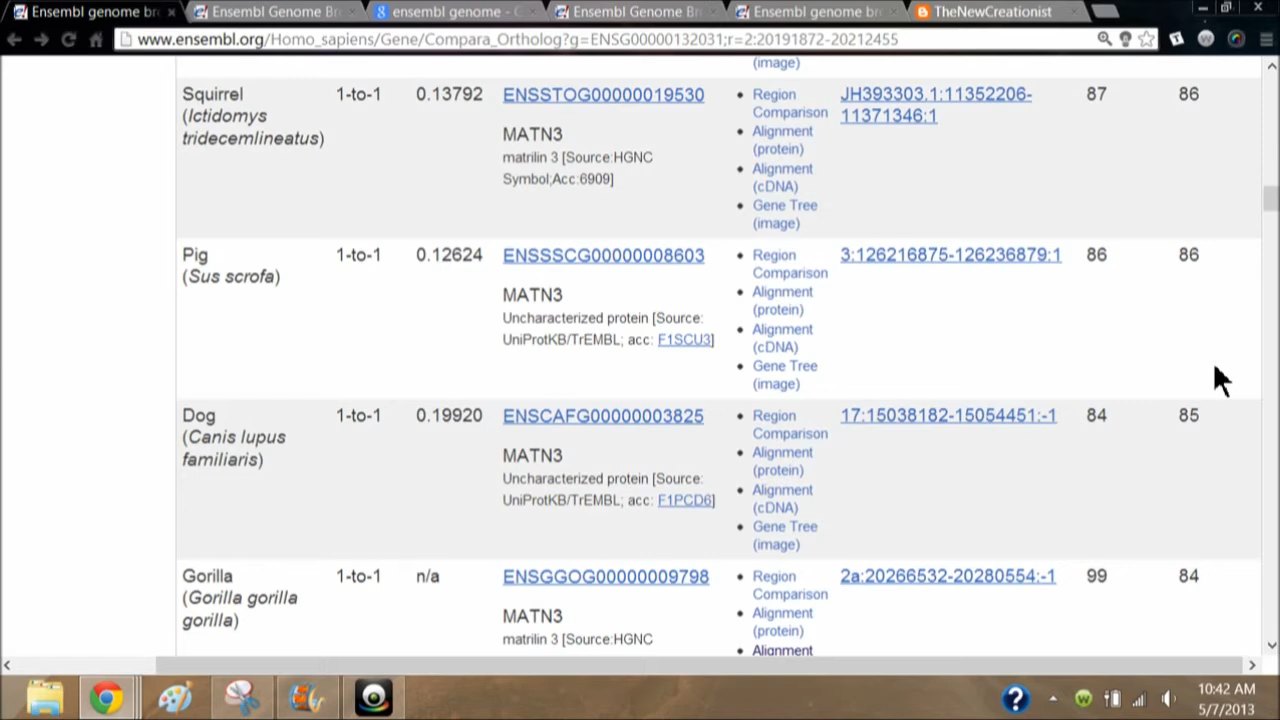 Ensembl genome bro
Ensembl Genome Br
ensembl genome - G
Ensembl Genome Br
Ensembl genome bro
TheNewCreationist
www.ensembl.org/Homo_sapiens/Gene/Compara_Ortholog?g=ENSG00000132031;r=2:20191872-20212455
(image)
Squirrel
(Ictidomys
tridecemlineatus)
1-to-1
0.13792
ENSSTOG00000019530
MATN3
matrilin 3 [Source:HGNC
Symbol;Acc:6909]
• Region
Comparison
• Alignment
(protein)
• Alignment
(cDNA)
• Gene Tree
(image)
JH393303.1:11352206-
11371346:1
87
86
Pig
(Sus scrofa)
1-to-1
0.12624
ENSSSCG00000008603
MATN3
Uncharacterized protein [Source:
UniProtKB/TrEMBL; acc: F1SCU3]
• Region
Comparison
• Alignment
(protein)
• Alignment
(cDNA)
• Gene Tree
(image)
3:126216875-126236879:1
86
86
Dog
(Canis lupus
familiaris)
1-to-1
0.19920
ENSCAFG00000003825
MATN3
Uncharacterized protein [Source:
UniProtKB/TrEMBL; acc: F1PCD6]
• Region
Comparison
• Alignment
(protein)
• Alignment
(cDNA)
• Gene Tree
(image)
17:15038182-15054451:-1
84
85
Gorilla
(Gorilla gorilla
gorilla)
1-to-1
n/a
ENSGGOG00000009798
MATN3
matrilin 3 [Source:HGNC
• Region
Comparison
• Alignment
(protein)
• Alignment
2a:20266532-20280554:-1
99
84
10:42 AM
5/7/2013